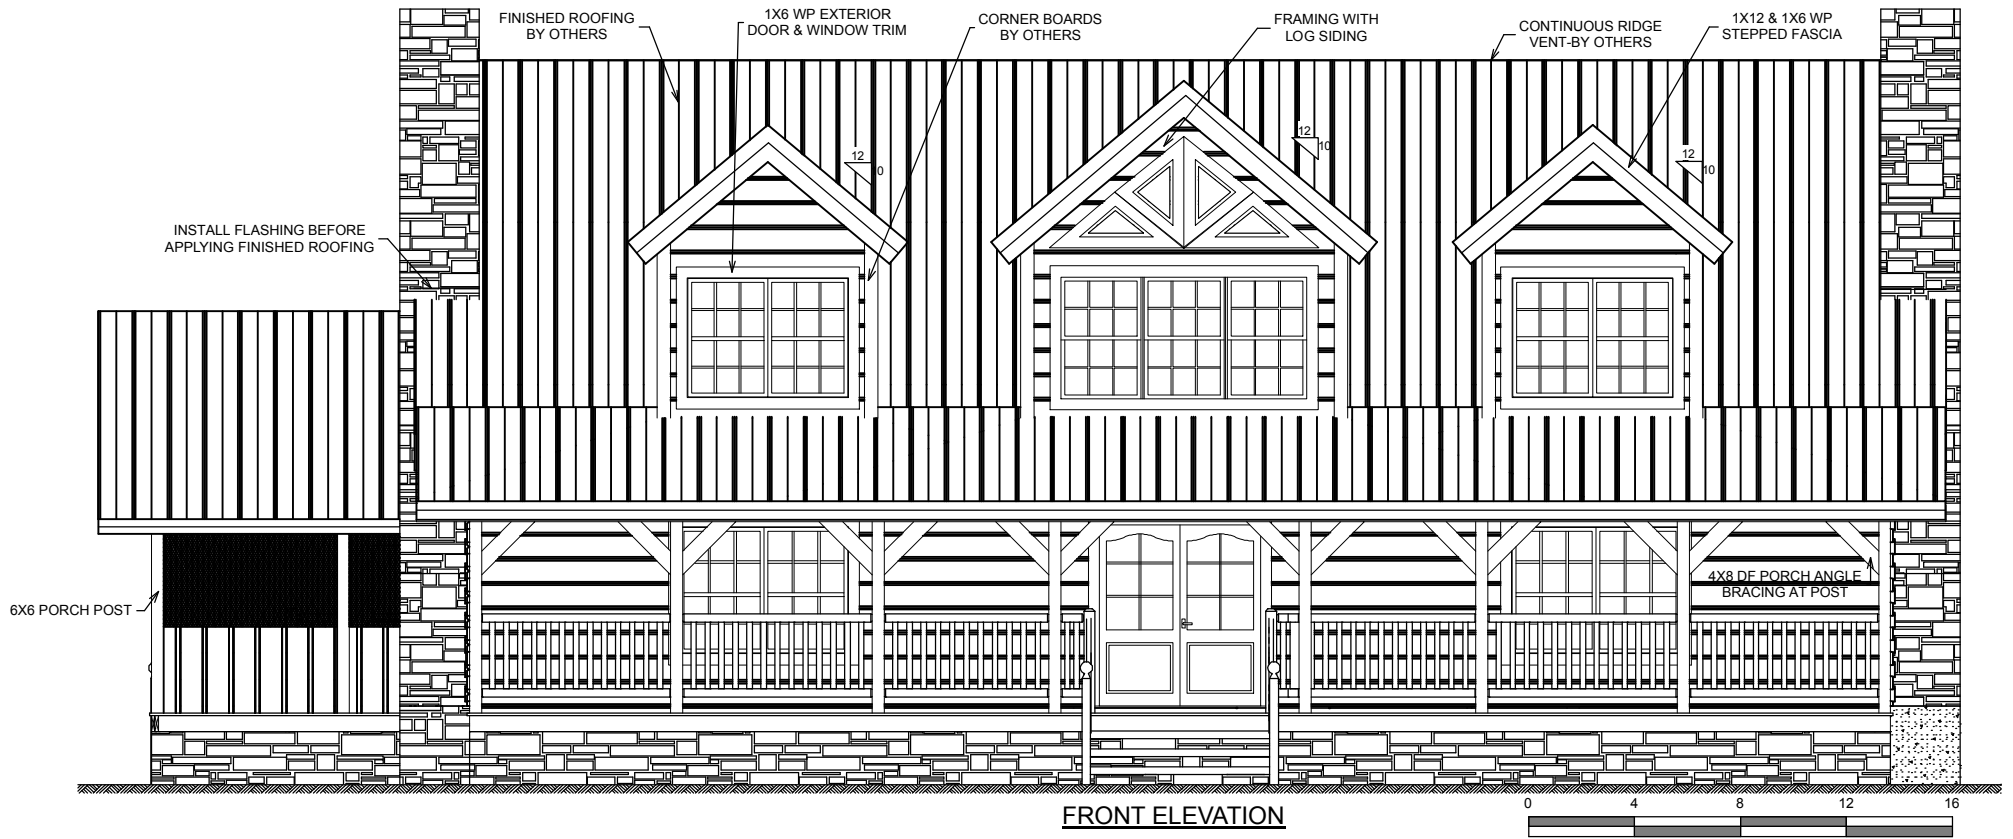 FINISHED ROOFING
BY OTHERS
1X6 WP EXTERIOR
DOOR & WINDOW TRIM
CORNER BOARDS
BY OTHERS
FRAMING WITH
LOG SIDING
CONTINUOUS RIDGE
VENT-BY OTHERS
1X12 & 1X6 WP
STEPPED FASCIA
12
0
12
10
12
10
INSTALL FLASHING BEFORE
APPLYING FINISHED ROOFING
6X6 PORCH POST
4X8 DF PORCH ANGLE
BRACING AT POST
FRONT ELEVATION
0 4 8 12 16